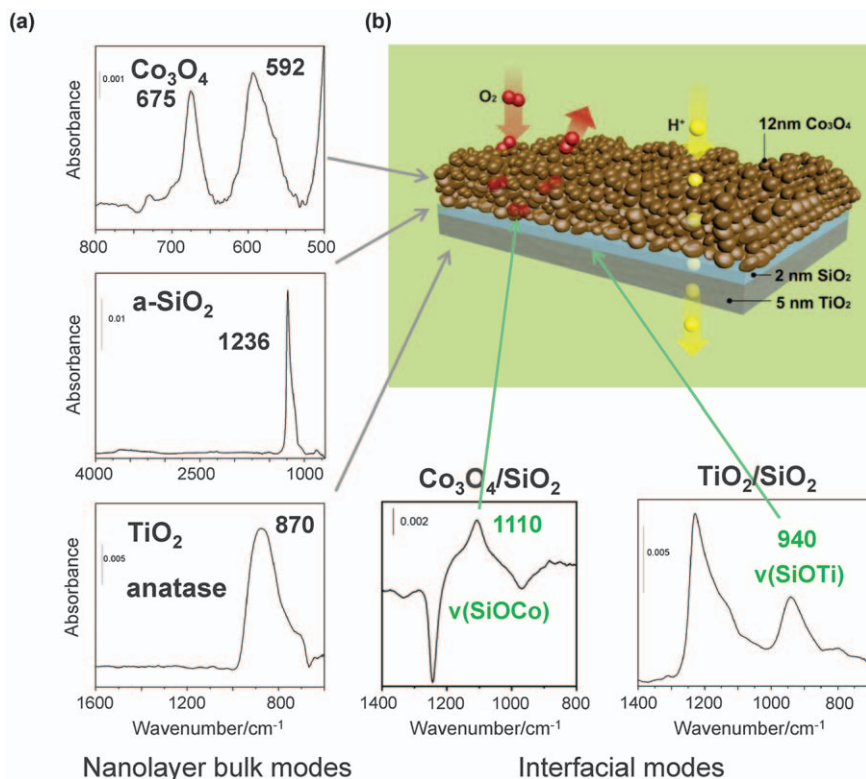 (a)
Co₃O₄
592
675
0.001
Absorbance
800 700 600 500
a-SiO₂
1236
0.01
Absorbance
4000 2500 1000
TiO₂
870
anatase
0.005
Absorbance
1600 1200 800
Wavenumber/cm⁻¹
Nanolayer bulk modes
(b)
O₂
H⁺
12nm Co₃O₄
2 nm SiO₂
5 nm TiO₂
Co₃O₄/SiO₂
0.002
1110
ν(SiOCo)
1400 1200 1000 800
Wavenumber/cm⁻¹
TiO₂/SiO₂
0.005
940
ν(SiOTi)
1400 1200 1000 800
Wavenumber/cm⁻¹
Interfacial modes